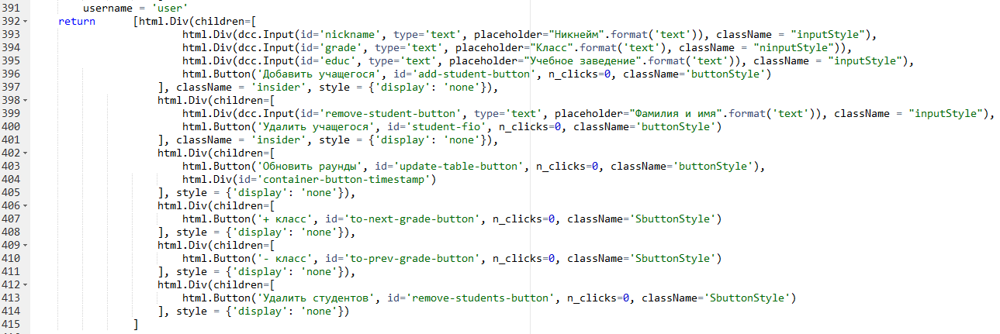 391 username = 'user'
392 return [html.Div(children=[
393 html.Div(dcc.Input(id='nickname', type='text', placeholder="Никнейм".format('text')), className = "inputStyle"),
394 html.Div(dcc.Input(id='grade', type='text', placeholder="Класс".format('text'), className = "ninputStyle")),
395 html.Div(dcc.Input(id='educ', type='text', placeholder="Учебное заведение".format('text')), className = "inputStyle"),
396 html.Button('Добавить учащегося', id='add-student-button', n_clicks=0, className='buttonStyle')
397 ], className = 'insider', style = {'display': 'none'}),
398 html.Div(children=[
399 html.Div(dcc.Input(id='remove-student-button', type='text', placeholder="Фамилия и имя".format('text')), className = "inputStyle"),
400 html.Button('Удалить учащегося', id='student-fio', n_clicks=0, className='buttonStyle')
401 ], className = 'insider', style = {'display': 'none'}),
402 html.Div(children=[
403 html.Button('Обновить раунды', id='update-table-button', n_clicks=0, className='buttonStyle'),
404 html.Div(id='container-button-timestamp')
405 ], style = {'display': 'none'}),
406 html.Div(children=[
407 html.Button('+ класс', id='to-next-grade-button', n_clicks=0, className='SbuttonStyle')
408 ], style = {'display': 'none'}),
409 html.Div(children=[
410 html.Button('- класс', id='to-prev-grade-button', n_clicks=0, className='SbuttonStyle')
411 ], style = {'display': 'none'}),
412 html.Div(children=[
413 html.Button('Удалить студентов', id='remove-students-button', n_clicks=0, className='SbuttonStyle')
414 ], style = {'display': 'none'})
415 ]